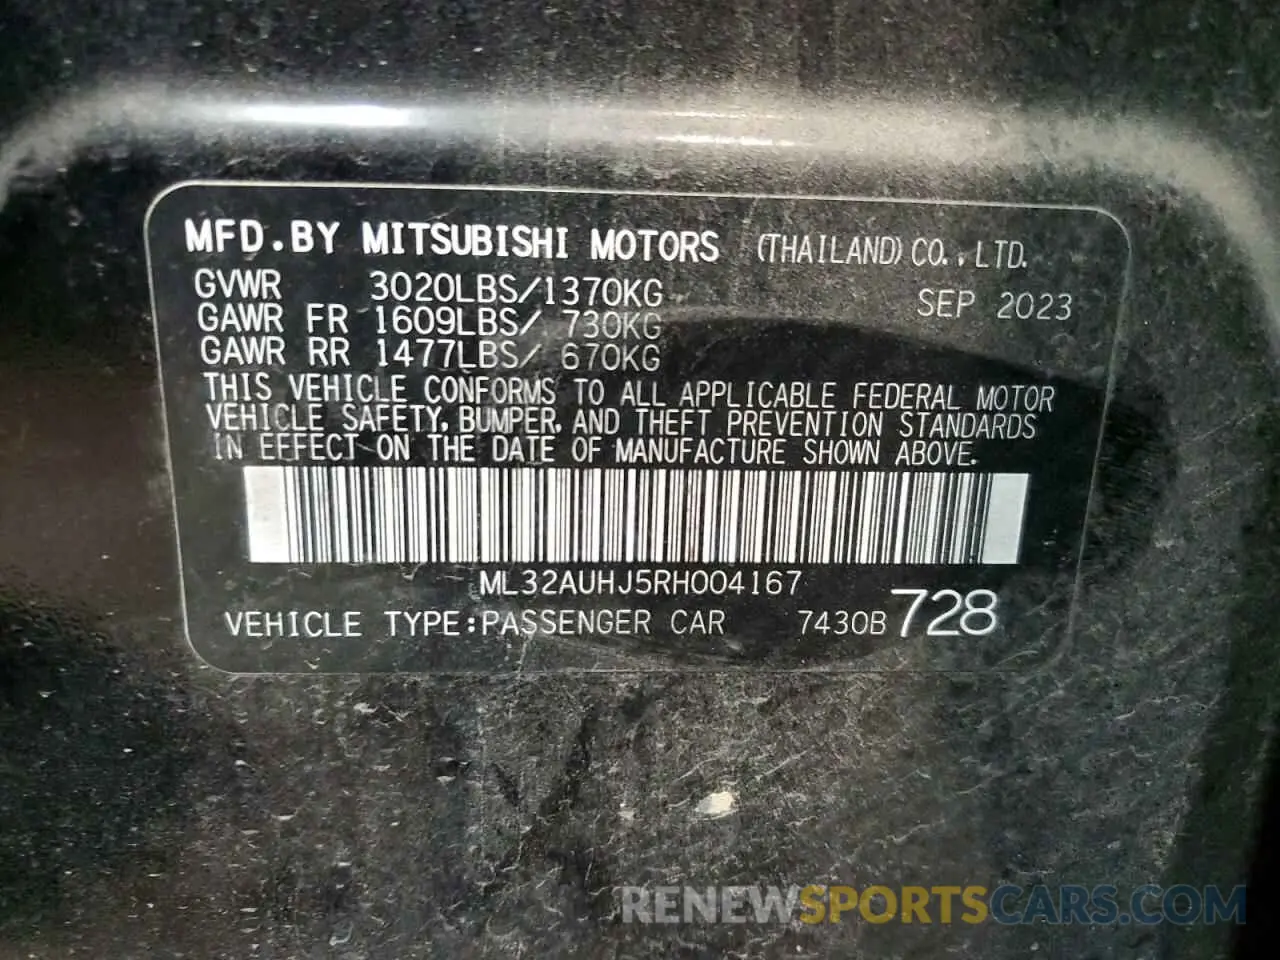 MFD.BY MITSUBISHI MOTORS (THAILAND)CO.,LTD.
GVWR 3020LBS/1370KG SEP 2023
GAWR FR 1609LBS/ 730KG
GAWR RR 1477LBS/ 670KG
THIS VEHICLE CONFORMS TO ALL APPLICABLE FEDERAL MOTOR
VEHICLE SAFETY, BUMPER, AND THEFT PREVENTION STANDARDS
IN EFFECT ON THE DATE OF MANUFACTURE SHOWN ABOVE.
ML32AUHJ5RH004167
VEHICLE TYPE:PASSENGER CAR 7430B 728
RENEWSPORTSCARS.COM